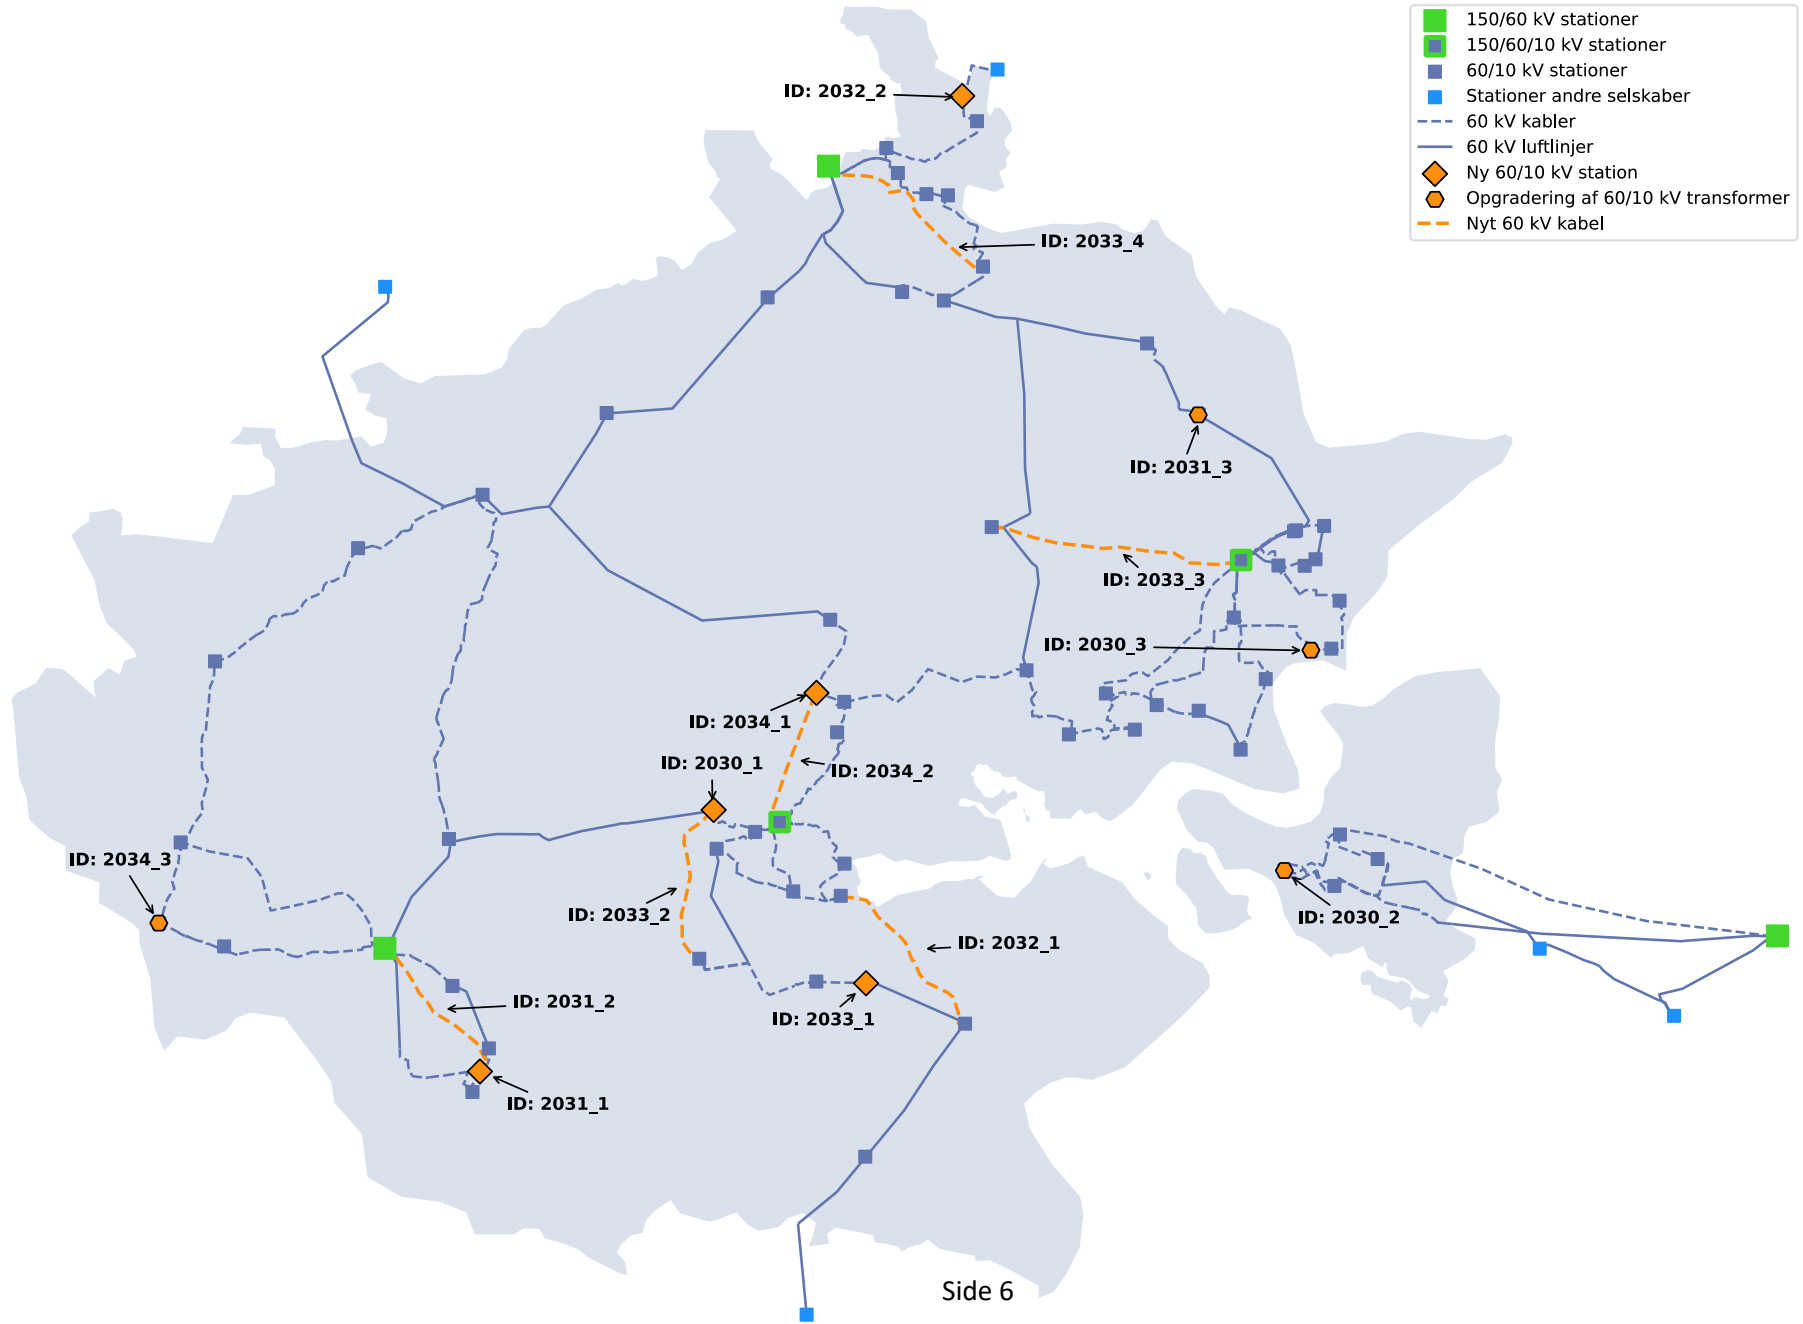 150/60 kV stationer
150/60/10 kV stationer
60/10 kV stationer
Stationer andre selskaber
60 kV kabler
60 kV luftlinjer
Ny 60/10 kV station
Opgradering af 60/10 kV transformer
Nyt 60 kV kabel
ID: 2032_2
ID: 2033_4
ID: 2031_3
ID: 2033_3
ID: 2030_3
ID: 2034_1
ID: 2030_1
ID: 2034_2
ID: 2034_3
ID: 2033_2
ID: 2030_2
ID: 2032_1
ID: 2031_2
ID: 2033_1
ID: 2031_1
Side 6